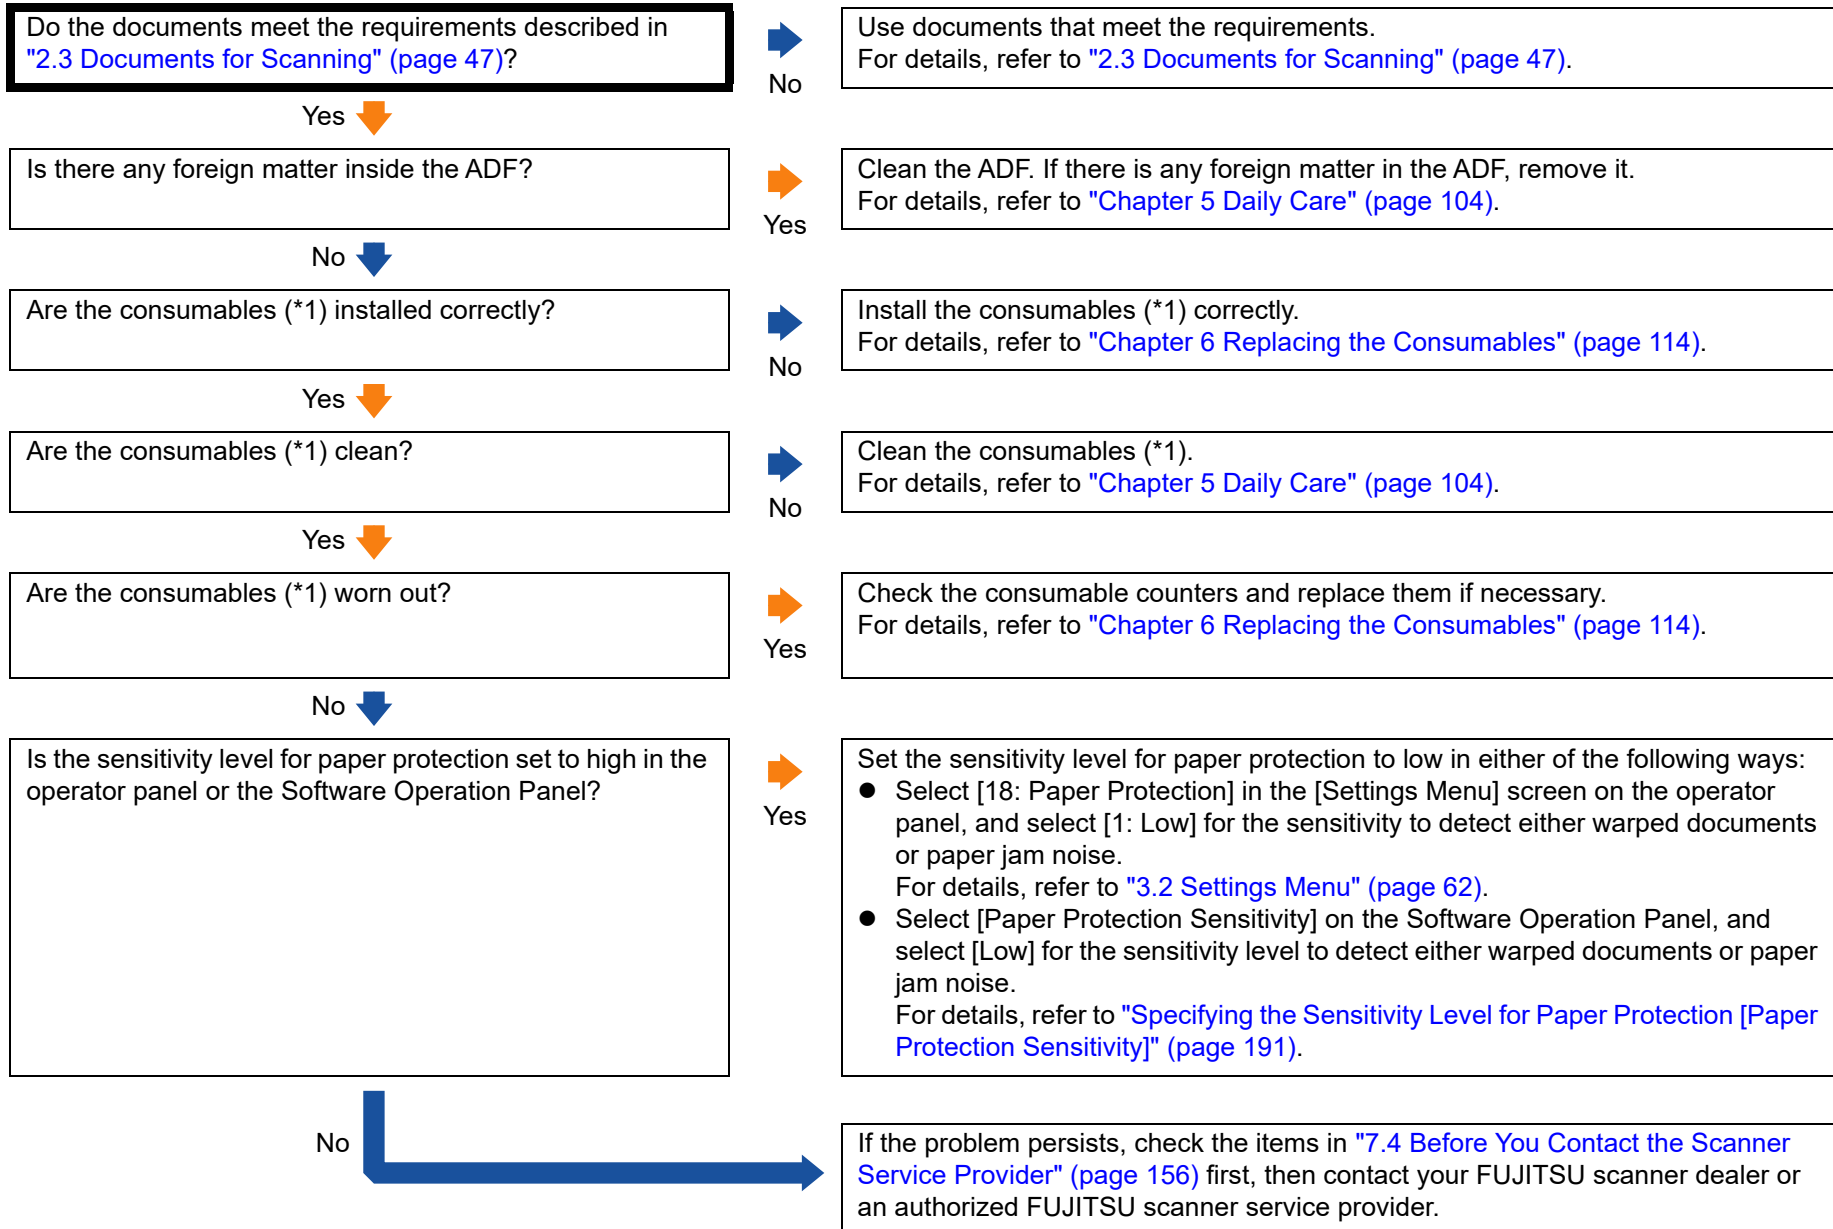 Do the documents meet the requirements described in
"2.3 Documents for Scanning" (page 47)?
No
Use documents that meet the requirements.
For details, refer to "2.3 Documents for Scanning" (page 47).
Yes
Is there any foreign matter inside the ADF?
Yes
Clean the ADF. If there is any foreign matter in the ADF, remove it.
For details, refer to "Chapter 5 Daily Care" (page 104).
No
Are the consumables (*1) installed correctly?
No
Install the consumables (*1) correctly.
For details, refer to "Chapter 6 Replacing the Consumables" (page 114).
Yes
Are the consumables (*1) clean?
No
Clean the consumables (*1).
For details, refer to "Chapter 5 Daily Care" (page 104).
Yes
Are the consumables (*1) worn out?
Yes
Check the consumable counters and replace them if necessary.
For details, refer to "Chapter 6 Replacing the Consumables" (page 114).
No
Is the sensitivity level for paper protection set to high in the
operator panel or the Software Operation Panel?
Yes
Set the sensitivity level for paper protection to low in either of the following ways:
● Select [18: Paper Protection] in the [Settings Menu] screen on the operator
panel, and select [1: Low] for the sensitivity to detect either warped documents
or paper jam noise.
For details, refer to "3.2 Settings Menu" (page 62).
● Select [Paper Protection Sensitivity] on the Software Operation Panel, and
select [Low] for the sensitivity level to detect either warped documents or paper
jam noise.
For details, refer to "Specifying the Sensitivity Level for Paper Protection [Paper
Protection Sensitivity]" (page 191).
No
If the problem persists, check the items in "7.4 Before You Contact the Scanner
Service Provider" (page 156) first, then contact your FUJITSU scanner dealer or
an authorized FUJITSU scanner service provider.